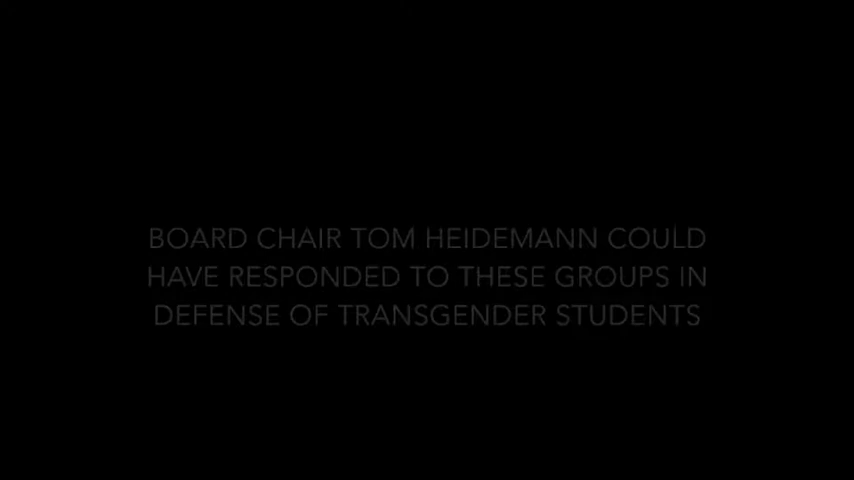 BOARD CHAIR TOM HEIDEMANN COULD
HAVE RESPONDED TO THESE GROUPS IN
DEFENSE OF TRANSGENDER STUDENTS